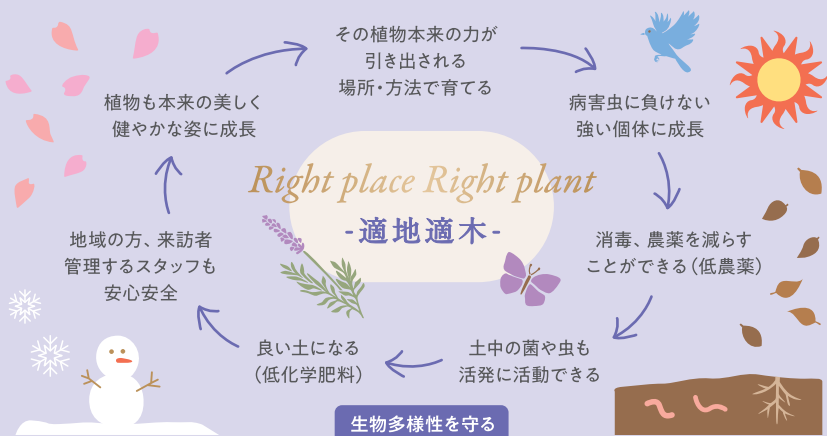 その植物本来の力が
引き出される
場所・方法で育てる
病害虫に負けない
強い個体に成長
消毒、農薬を減らす
ことができる(低農薬)
土中の菌や虫も
活発に活動できる
良い土になる
(低化学肥料)
地域の方、来訪者
管理するスタッフも
安心安全
植物も本来の美しく
健やかな姿に成長
Right place Right plant
-適地適木-
生物多様性を守る